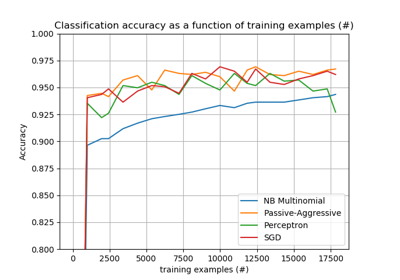 Classification accuracy as a function of training examples (#)
1.000
0.975
0.950
0.925
0.900
0.875
0.850
0.825
0.800
Accuracy
NB Multinomial
Passive-Aggressive
Perceptron
SGD
0 2500 5000 7500 10000 12500 15000 17500
training examples (#)